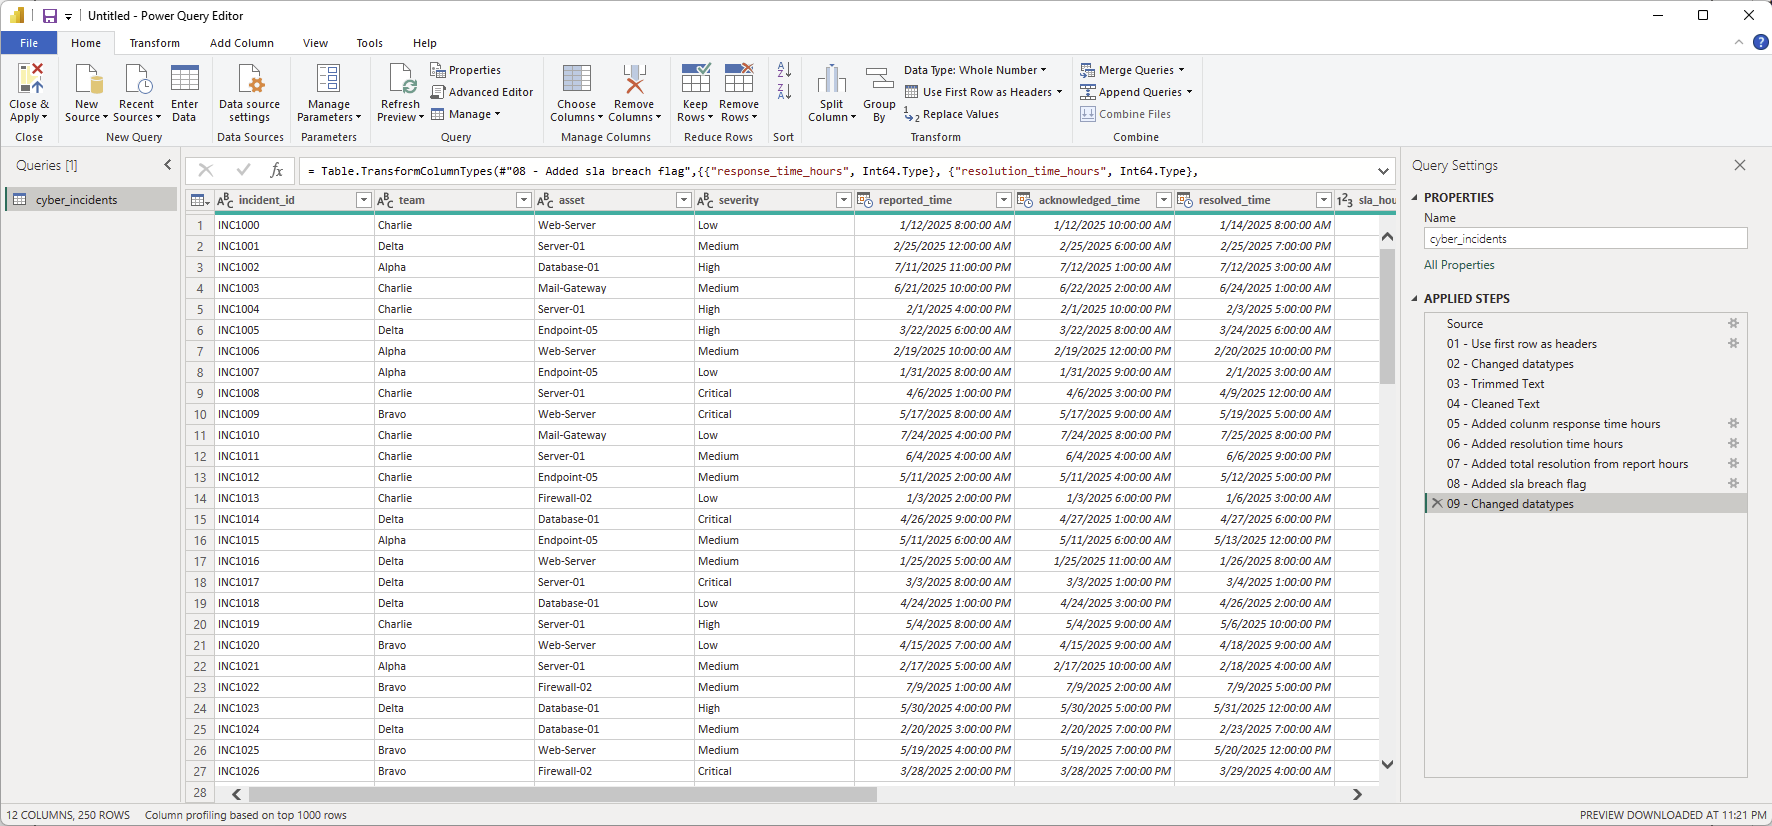 Untitled - Power Query Editor
File Home Transform Add Column View Tools Help
Close & Apply
New Source
Recent Sources
Enter Data
Data source settings
Manage Parameters
Refresh Preview
Properties
Advanced Editor
Manage
Choose Columns
Remove Columns
Keep Rows
Remove Rows
Split Column
Group By
Data Type: Whole Number
Use First Row as Headers
Replace Values
Merge Queries
Append Queries
Combine Files
Close New Query Data Sources Parameters Query Manage Columns Reduce Rows Sort Transform Combine
Queries [1]
cyber_incidents
= Table.TransformColumnTypes(#"08 - Added sla breach flag",{{"response_time_hours", Int64.Type}, {"resolution_time_hours", Int64.Type},
incident_id team asset severity reported_time acknowledged_time resolved_time sla_hou
1 INC1000 Charlie Web-Server Low 1/12/2025 8:00:00 AM 1/12/2025 10:00:00 AM 1/14/2025 8:00:00 AM
2 INC1001 Delta Server-01 Medium 2/25/2025 12:00:00 AM 2/25/2025 6:00:00 AM 2/25/2025 7:00:00 PM
3 INC1002 Alpha Database-01 High 7/11/2025 11:00:00 PM 7/12/2025 1:00:00 AM 7/12/2025 3:00:00 AM
4 INC1003 Charlie Mail-Gateway Medium 6/21/2025 10:00:00 PM 6/22/2025 2:00:00 AM 6/24/2025 1:00:00 AM
5 INC1004 Charlie Server-01 High 2/1/2025 4:00:00 PM 2/1/2025 10:00:00 PM 2/3/2025 5:00:00 PM
6 INC1005 Delta Endpoint-05 High 3/22/2025 6:00:00 AM 3/22/2025 8:00:00 AM 3/24/2025 6:00:00 AM
7 INC1006 Alpha Web-Server Medium 2/19/2025 10:00:00 AM 2/19/2025 12:00:00 PM 2/20/2025 10:00:00 PM
8 INC1007 Alpha Endpoint-05 Low 1/31/2025 8:00:00 AM 1/31/2025 9:00:00 AM 2/1/2025 3:00:00 AM
9 INC1008 Charlie Server-01 Critical 4/6/2025 1:00:00 PM 4/6/2025 3:00:00 PM 4/9/2025 12:00:00 AM
10 INC1009 Bravo Web-Server Critical 5/17/2025 8:00:00 AM 5/17/2025 9:00:00 AM 5/19/2025 5:00:00 AM
11 INC1010 Charlie Mail-Gateway Low 7/24/2025 4:00:00 PM 7/24/2025 8:00:00 PM 7/25/2025 8:00:00 PM
12 INC1011 Charlie Server-01 Medium 6/4/2025 4:00:00 AM 6/4/2025 4:00:00 AM 6/6/2025 9:00:00 PM
13 INC1012 Charlie Endpoint-05 Medium 5/11/2025 2:00:00 AM 5/11/2025 4:00:00 AM 5/12/2025 5:00:00 PM
14 INC1013 Charlie Firewall-02 Low 1/3/2025 2:00:00 PM 1/3/2025 6:00:00 PM 1/6/2025 3:00:00 AM
15 INC1014 Delta Database-01 Critical 4/26/2025 9:00:00 PM 4/27/2025 1:00:00 AM 4/27/2025 6:00:00 PM
16 INC1015 Alpha Endpoint-05 Medium 5/11/2025 6:00:00 AM 5/11/2025 6:00:00 AM 5/13/2025 12:00:00 PM
17 INC1016 Delta Web-Server Medium 1/25/2025 5:00:00 AM 1/25/2025 11:00:00 AM 1/26/2025 8:00:00 AM
18 INC1017 Delta Server-01 Critical 3/3/2025 8:00:00 AM 3/3/2025 1:00:00 PM 3/4/2025 1:00:00 PM
19 INC1018 Delta Database-01 Low 4/24/2025 1:00:00 PM 4/24/2025 3:00:00 PM 4/26/2025 2:00:00 AM
20 INC1019 Charlie Server-01 High 5/4/2025 8:00:00 AM 5/4/2025 9:00:00 AM 5/6/2025 10:00:00 PM
21 INC1020 Bravo Web-Server Low 4/15/2025 7:00:00 AM 4/15/2025 9:00:00 AM 4/18/2025 9:00:00 AM
22 INC1021 Alpha Server-01 Medium 2/17/2025 5:00:00 AM 2/17/2025 10:00:00 AM 2/18/2025 4:00:00 AM
23 INC1022 Bravo Firewall-02 Medium 7/9/2025 1:00:00 AM 7/9/2025 2:00:00 AM 7/9/2025 5:00:00 PM
24 INC1023 Delta Database-01 High 5/30/2025 4:00:00 PM 5/30/2025 5:00:00 PM 5/31/2025 12:00:00 AM
25 INC1024 Delta Database-01 Medium 2/20/2025 3:00:00 PM 2/20/2025 7:00:00 PM 2/23/2025 7:00:00 AM
26 INC1025 Bravo Web-Server Medium 5/19/2025 4:00:00 PM 5/19/2025 7:00:00 PM 5/20/2025 12:00:00 PM
27 INC1026 Bravo Firewall-02 Critical 3/28/2025 2:00:00 PM 3/28/2025 7:00:00 PM 3/29/2025 4:00:00 AM
28
Query Settings
PROPERTIES
Name
cyber_incidents
All Properties
APPLIED STEPS
Source
01 - Use first row as headers
02 - Changed datatypes
03 - Trimmed Text
04 - Cleaned Text
05 - Added colunm response time hours
06 - Added resolution time hours
07 - Added total resolution from report hours
08 - Added sla breach flag
09 - Changed datatypes
12 COLUMNS, 250 ROWS Column profiling based on top 1000 rows
PREVIEW DOWNLOADED AT 11:21 PM